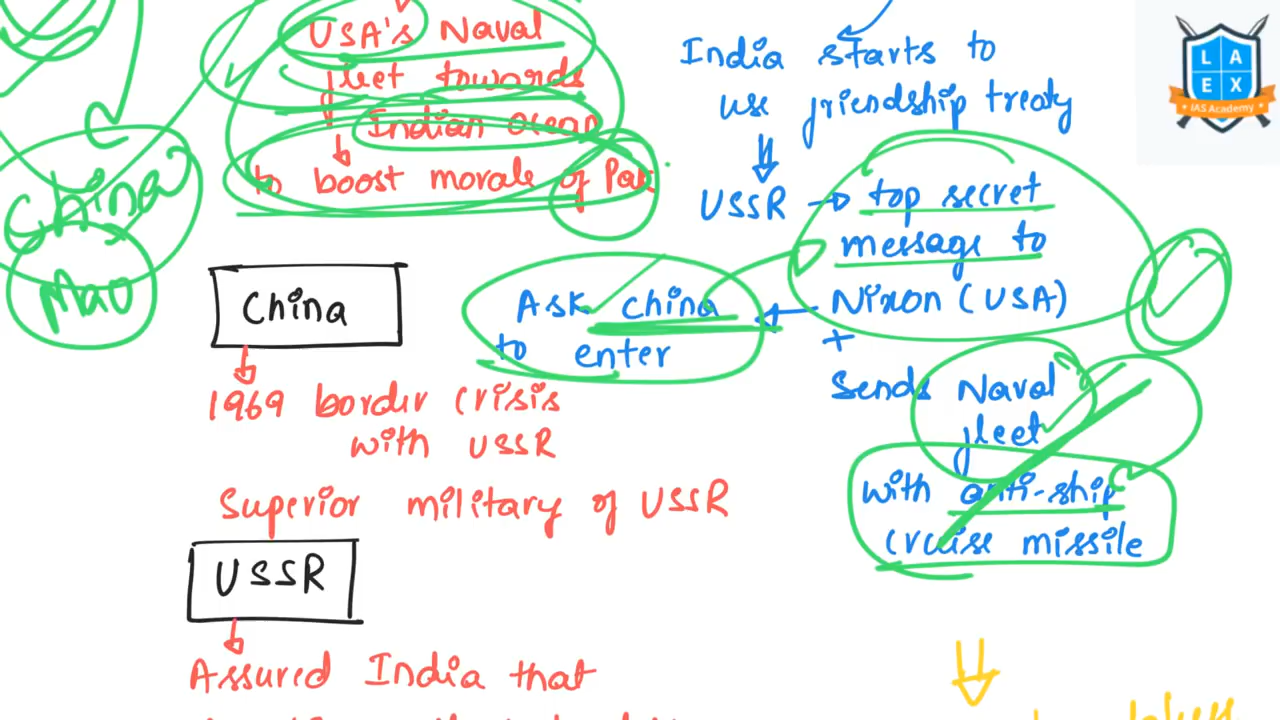 USA's Naval
fleet towards
Indian ocean
to boost morale of Pak
China
Mao
India starts to
use friendship treaty
USSR → top secret
message to
Nixon (USA)
+
Sends Naval
fleet
with anti-ship
cruise missile
Ask China
to enter
China
1969 border crisis
with USSR
Superior military of USSR
USSR
Assured India that
L A
E X
IAS Academy